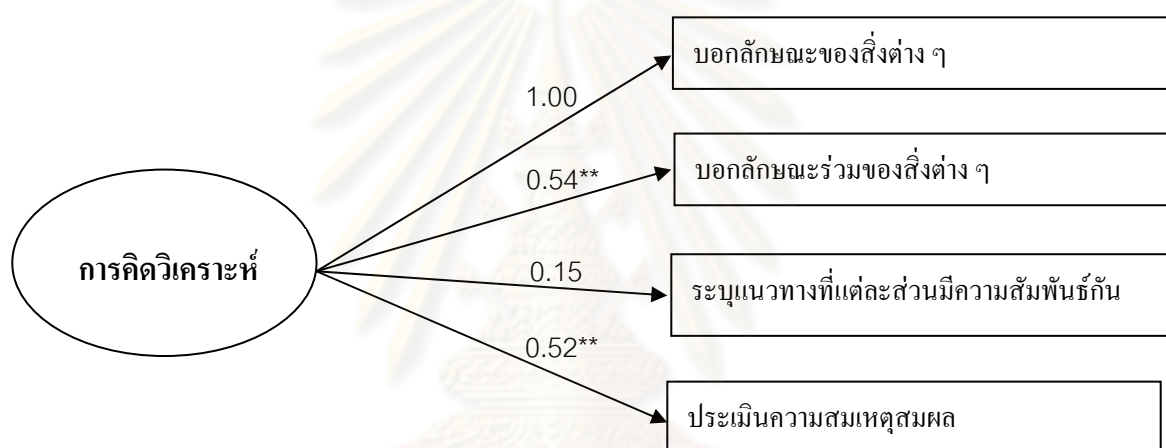 บอกลักษณะของสิ่งต่าง ๆ
1.00
บอกลักษณะร่วมของสิ่งต่าง ๆ
0.54**
การคิดวิเคราะห์
0.15
ระบุแนวทางที่แต่ละส่วนมีความสัมพันธ์กัน
0.52**
ประเมินความสมเหตุสมผล